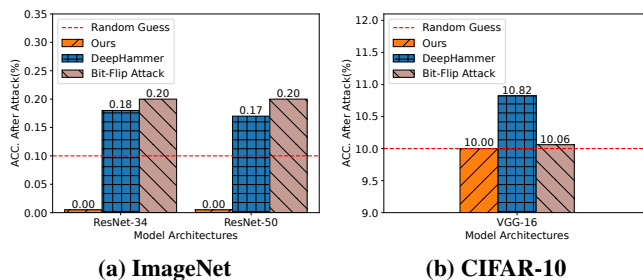 0.35
0.30
0.25
0.20
0.15
0.10
0.05
0.00
ACC. After Attack(%)
Random Guess
Ours
DeepHammer
Bit-Flip Attack
0.00
0.18
0.20
0.00
0.17
0.20
ResNet-34
ResNet-50
Model Architectures
(a) ImageNet
12.0
11.5
11.0
10.5
10.0
9.5
9.0
ACC. After Attack(%)
Random Guess
Ours
DeepHammer
Bit-Flip Attack
10.00
10.82
10.06
VGG-16
Model Architectures
(b) CIFAR-10